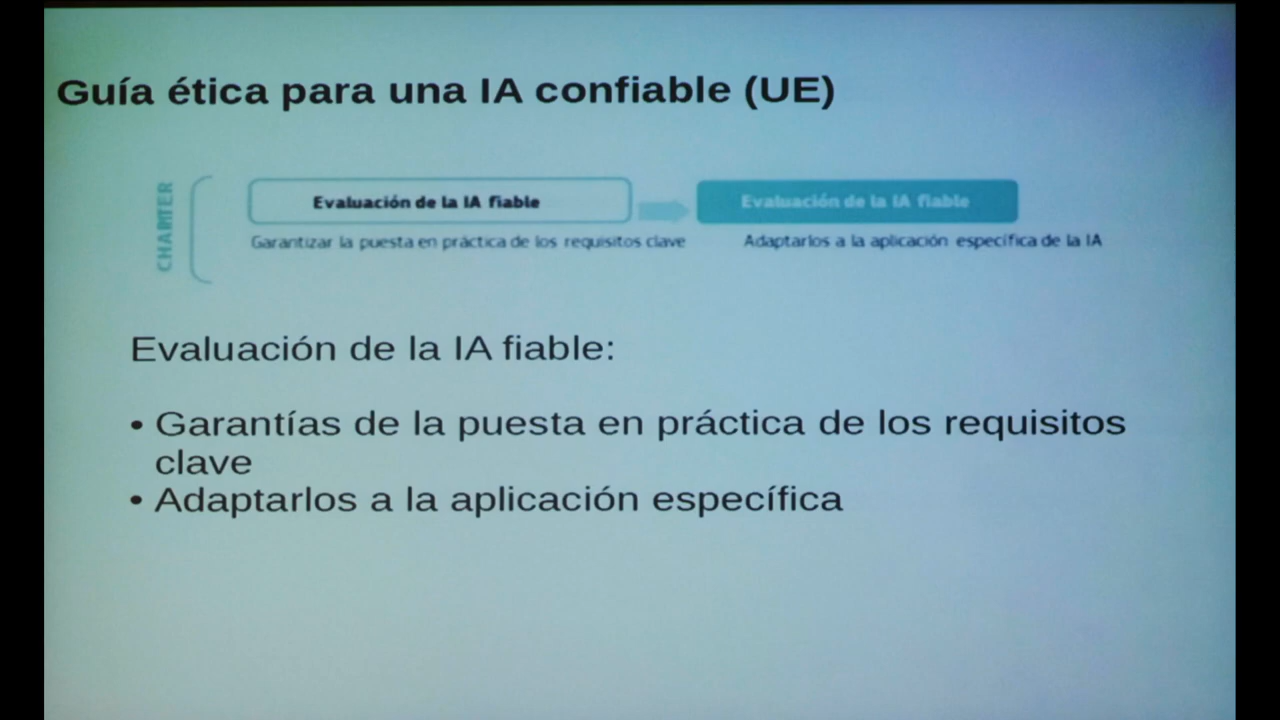 Guía ética para una IA confiable (UE)
CHARTER
Evaluación de la IA fiable
Evaluación de la IA fiable
Garantizar la puesta en práctica de los requisitos clave
Adaptarlos a la aplicación específica de la IA
Evaluación de la IA fiable:
• Garantías de la puesta en práctica de los requisitos
clave
• Adaptarlos a la aplicación específica